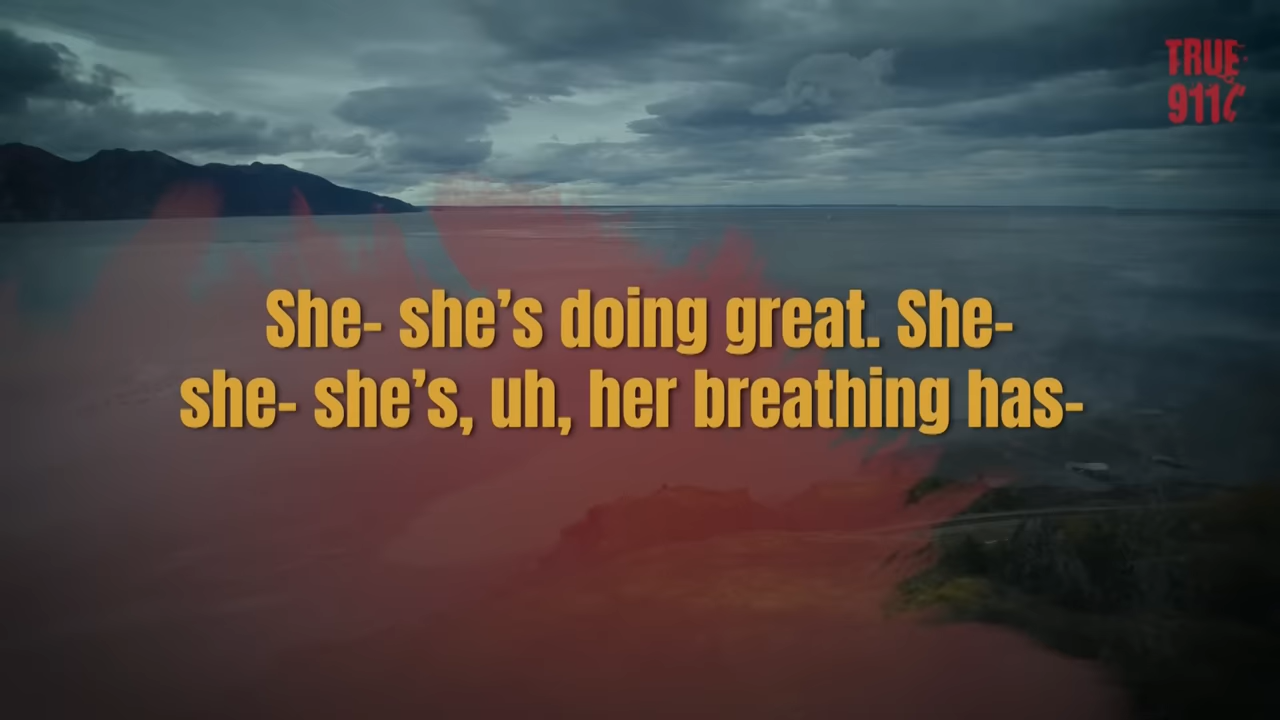 TRUE
911
She- she’s doing great. She-
she- she’s, uh, her breathing has-